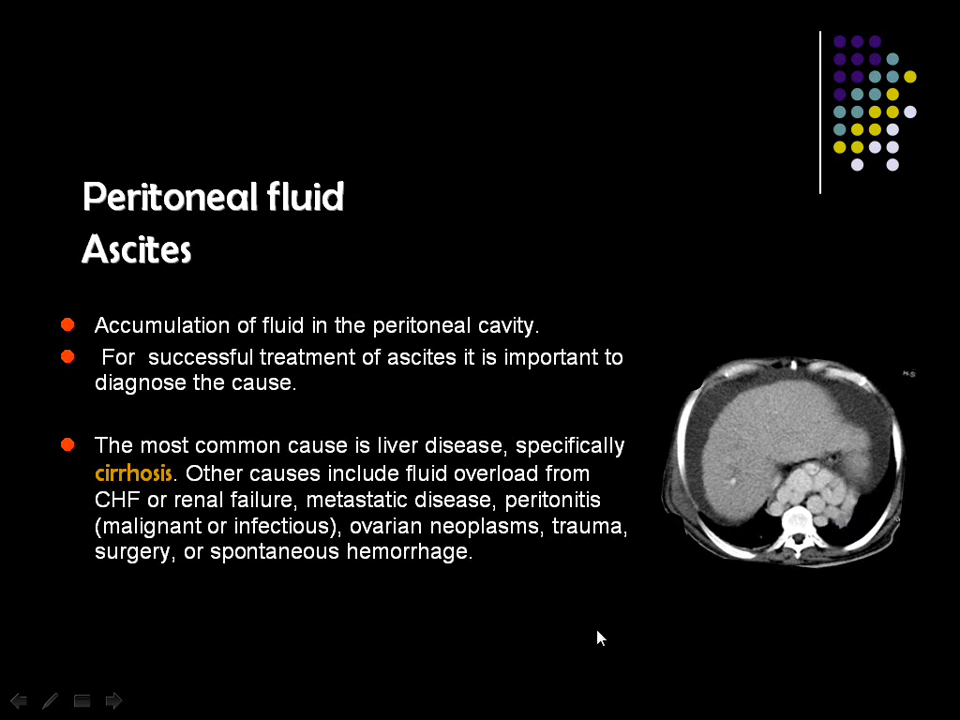 Peritoneal fluid
Ascites
Accumulation of fluid in the peritoneal cavity.
For successful treatment of ascites it is important to
diagnose the cause.
The most common cause is liver disease, specifically
cirrhosis. Other causes include fluid overload from
CHF or renal failure, metastatic disease, peritonitis
(malignant or infectious), ovarian neoplasms, trauma,
surgery, or spontaneous hemorrhage.